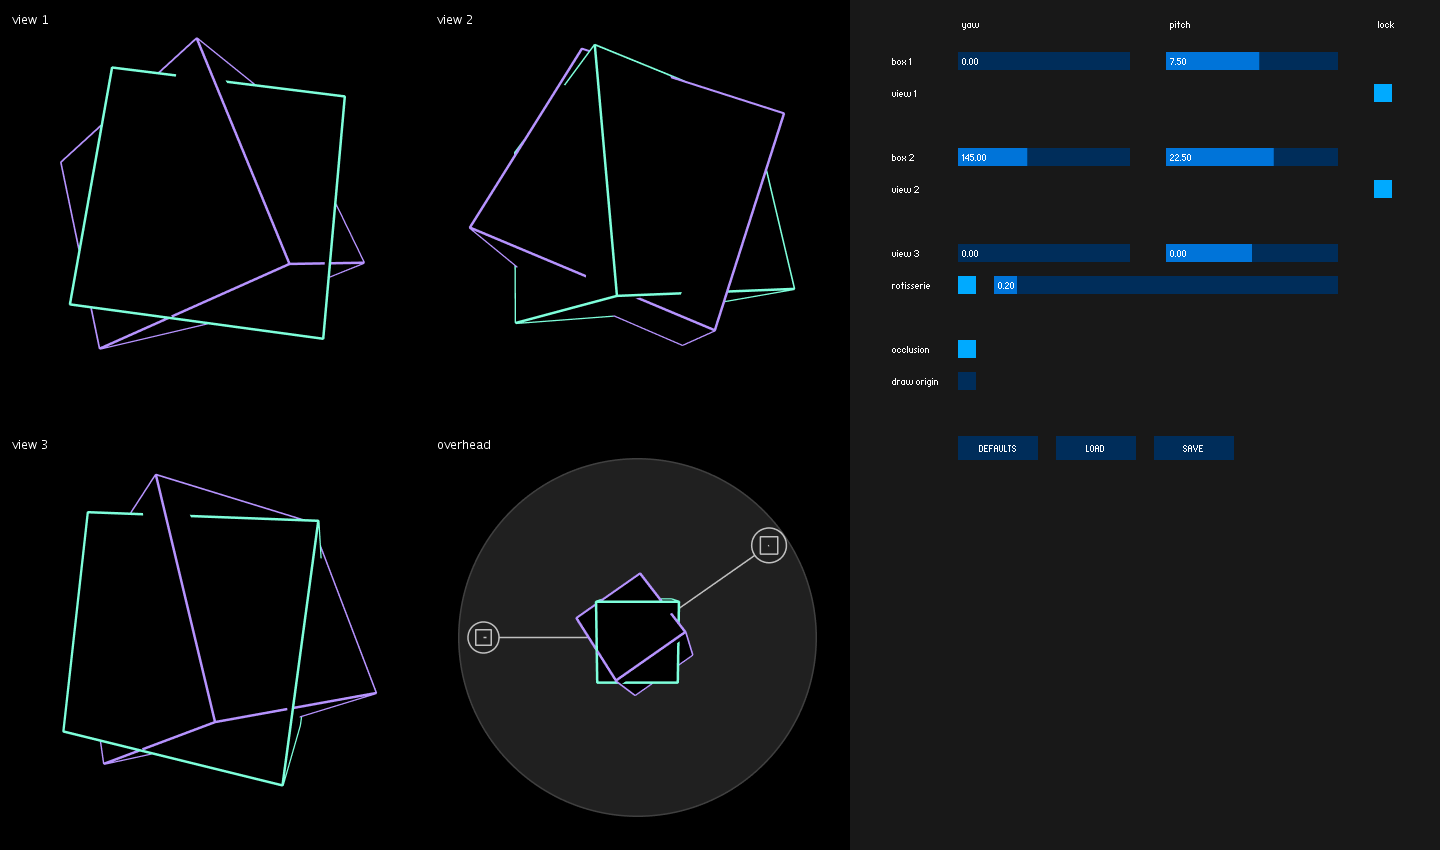 view 1
view 2
view 3
overhead
yaw pitch lock
box 1 0.00 7.50
view 1
box 2 145.00 22.50
view 2
view 3 0.00 0.00
rotisserie 0.20
occlusion
draw origin
DEFAULTS LOAD SAVE